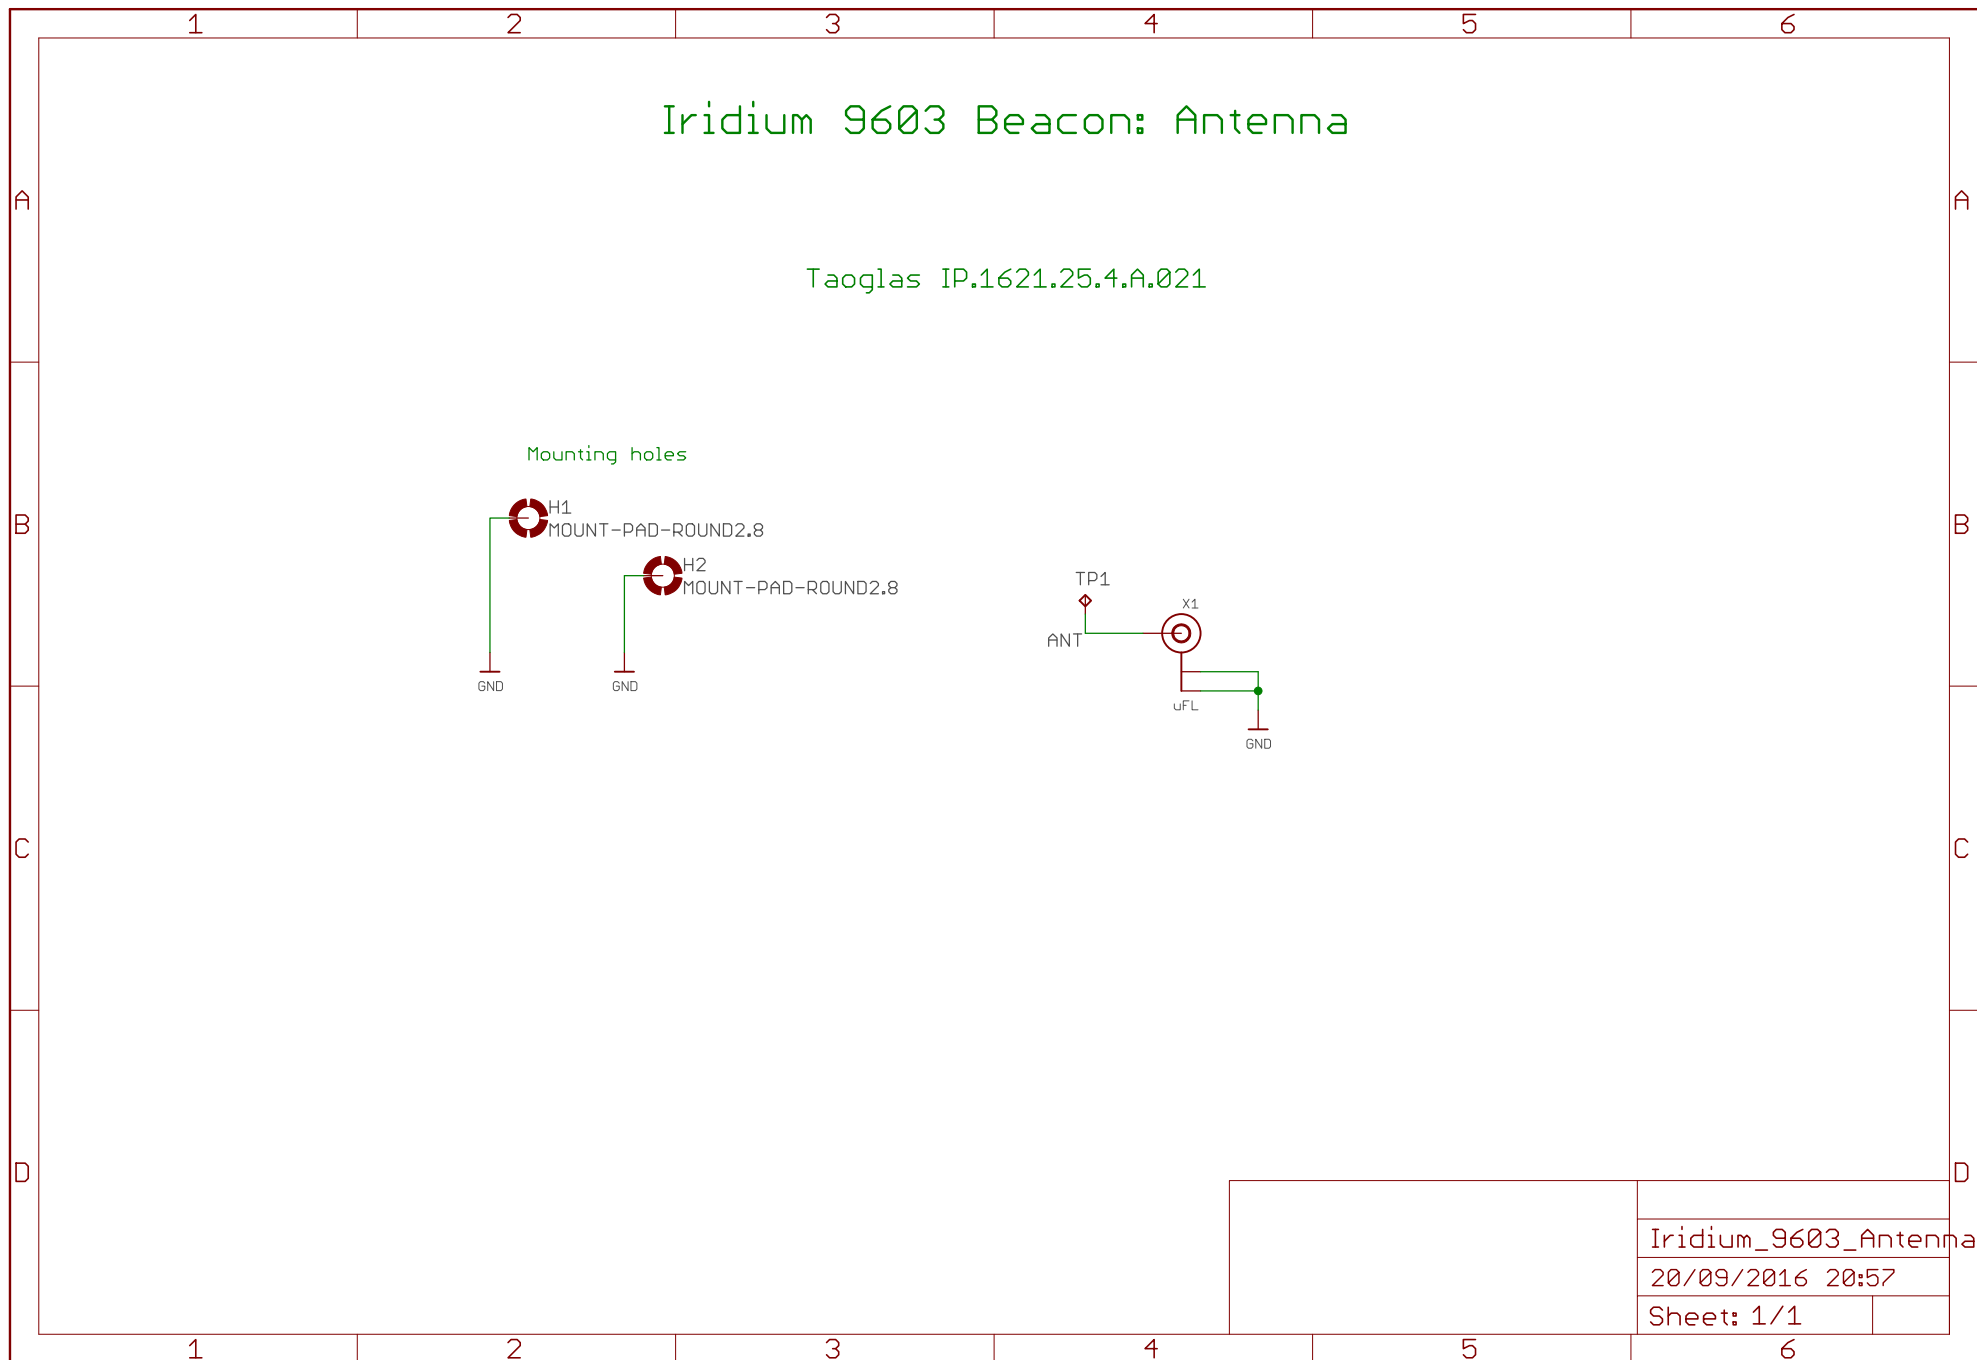 1 2 3 4 5 6
Iridium 9603 Beacon: Antenna
A A
Taoglas IP.1621.25.4.A.021
Mounting holes
H1
MOUNT-PAD-ROUND2.8
B B
H2
MOUNT-PAD-ROUND2.8
TP1
X1
ANT
GND GND
uFL
GND
C C
D D
Iridium_9603_Antenna
20/09/2016 20:57
Sheet: 1/1
1 2 3 4 5 6